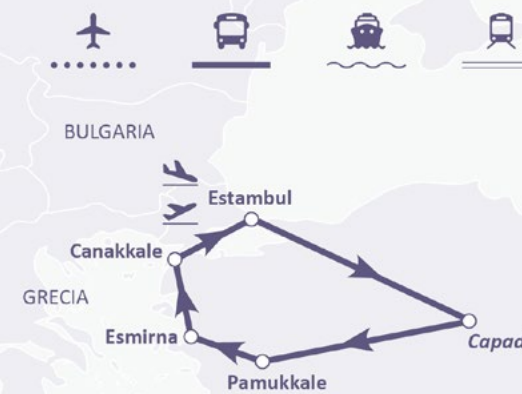 BULGARIA
Estambul
Canakkale
GRECIA
Esmirna
Capad
Pamukkale